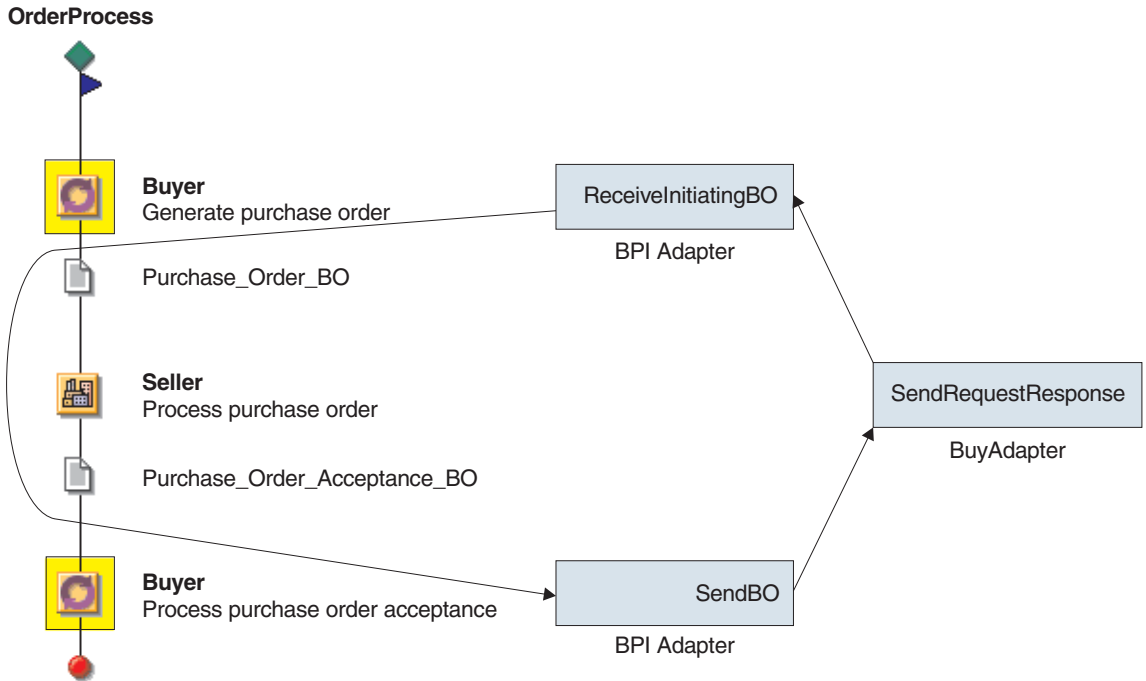 OrderProcess
Buyer
Generate purchase order
ReceiveInitiatingBO
BPI Adapter
Purchase_Order_BO
Seller
Process purchase order
SendRequestResponse
BuyAdapter
Purchase_Order_Acceptance_BO
Buyer
Process purchase order acceptance
SendBO
BPI Adapter